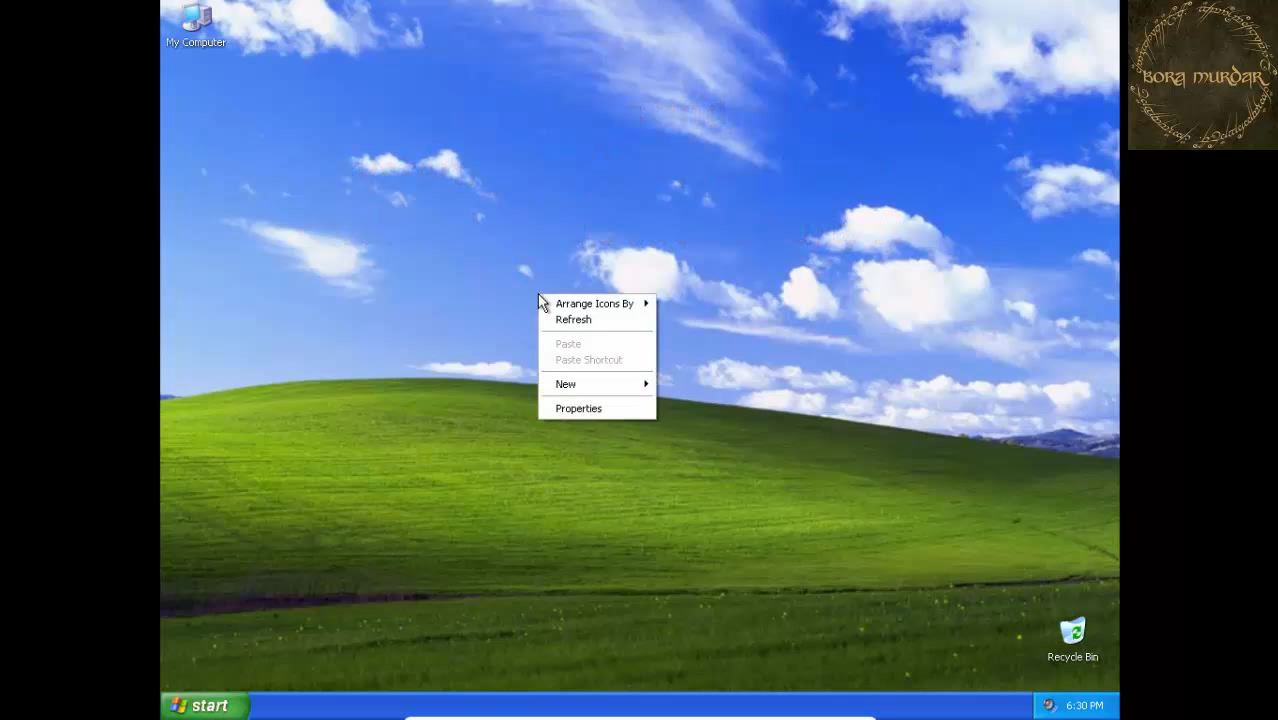 My Computer
BORA MURDAR
Arrange Icons By
Refresh
Paste
Paste Shortcut
New
Properties
Recycle Bin
start
6:30 PM